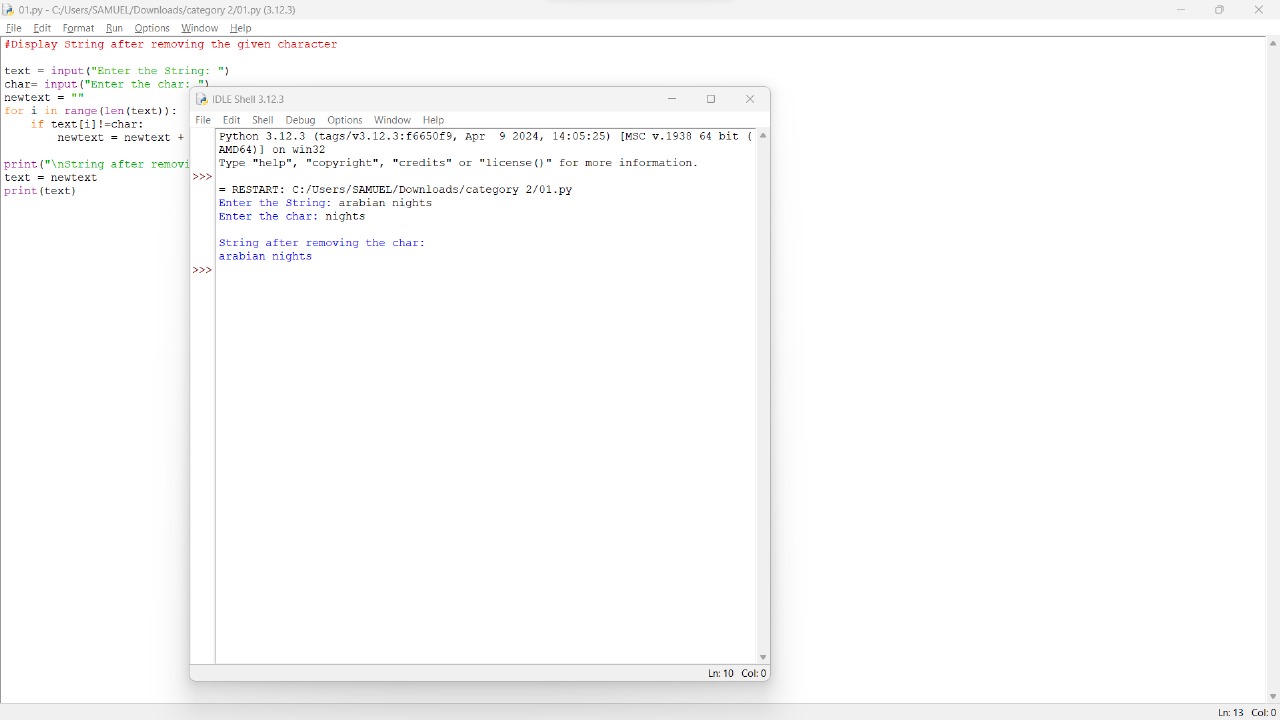 01.py - C:/Users/SAMUEL/Downloads/category 2/01.py (3.12.3)
File Edit Format Run Options Window Help
#Display String after removing the given character
text = input("Enter the String: ")
char= input("Enter the char: ")
newtext = ""
for i in range(len(text)):
    if text[i]!=char:
        newtext = newtext +
print("\nString after removi
text = newtext
print(text)
IDLE Shell 3.12.3
File Edit Shell Debug Options Window Help
Python 3.12.3 (tags/v3.12.3:f6650f9, Apr  9 2024, 14:05:25) [MSC v.1938 64 bit (
AMD64)] on win32
Type "help", "copyright", "credits" or "license()" for more information.
>>>
= RESTART: C:/Users/SAMUEL/Downloads/category 2/01.py
Enter the String: arabian nights
Enter the char: nights
String after removing the char:
arabian nights
>>>
Ln: 10 Col: 0
Ln: 13 Col: 0